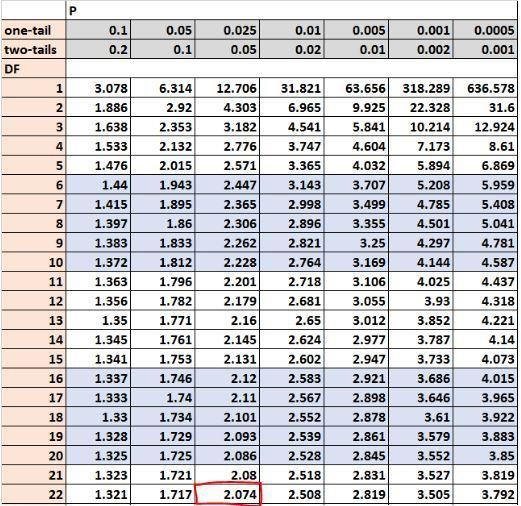 P
one-tail 0.1 0.05 0.025 0.01 0.005 0.001 0.0005
two-tails 0.2 0.1 0.05 0.02 0.01 0.002 0.001
DF
1 3.078 6.314 12.706 31.821 63.656 318.289 636.578
2 1.886 2.92 4.303 6.965 9.925 22.328 31.6
3 1.638 2.353 3.182 4.541 5.841 10.214 12.924
4 1.533 2.132 2.776 3.747 4.604 7.173 8.61
5 1.476 2.015 2.571 3.365 4.032 5.894 6.869
6 1.44 1.943 2.447 3.143 3.707 5.208 5.959
7 1.415 1.895 2.365 2.998 3.499 4.785 5.408
8 1.397 1.86 2.306 2.896 3.355 4.501 5.041
9 1.383 1.833 2.262 2.821 3.25 4.297 4.781
10 1.372 1.812 2.228 2.764 3.169 4.144 4.587
11 1.363 1.796 2.201 2.718 3.106 4.025 4.437
12 1.356 1.782 2.179 2.681 3.055 3.93 4.318
13 1.35 1.771 2.16 2.65 3.012 3.852 4.221
14 1.345 1.761 2.145 2.624 2.977 3.787 4.14
15 1.341 1.753 2.131 2.602 2.947 3.733 4.073
16 1.337 1.746 2.12 2.583 2.921 3.686 4.015
17 1.333 1.74 2.11 2.567 2.898 3.646 3.965
18 1.33 1.734 2.101 2.552 2.878 3.61 3.922
19 1.328 1.729 2.093 2.539 2.861 3.579 3.883
20 1.325 1.725 2.086 2.528 2.845 3.552 3.85
21 1.323 1.721 2.08 2.518 2.831 3.527 3.819
22 1.321 1.717 2.074 2.508 2.819 3.505 3.792